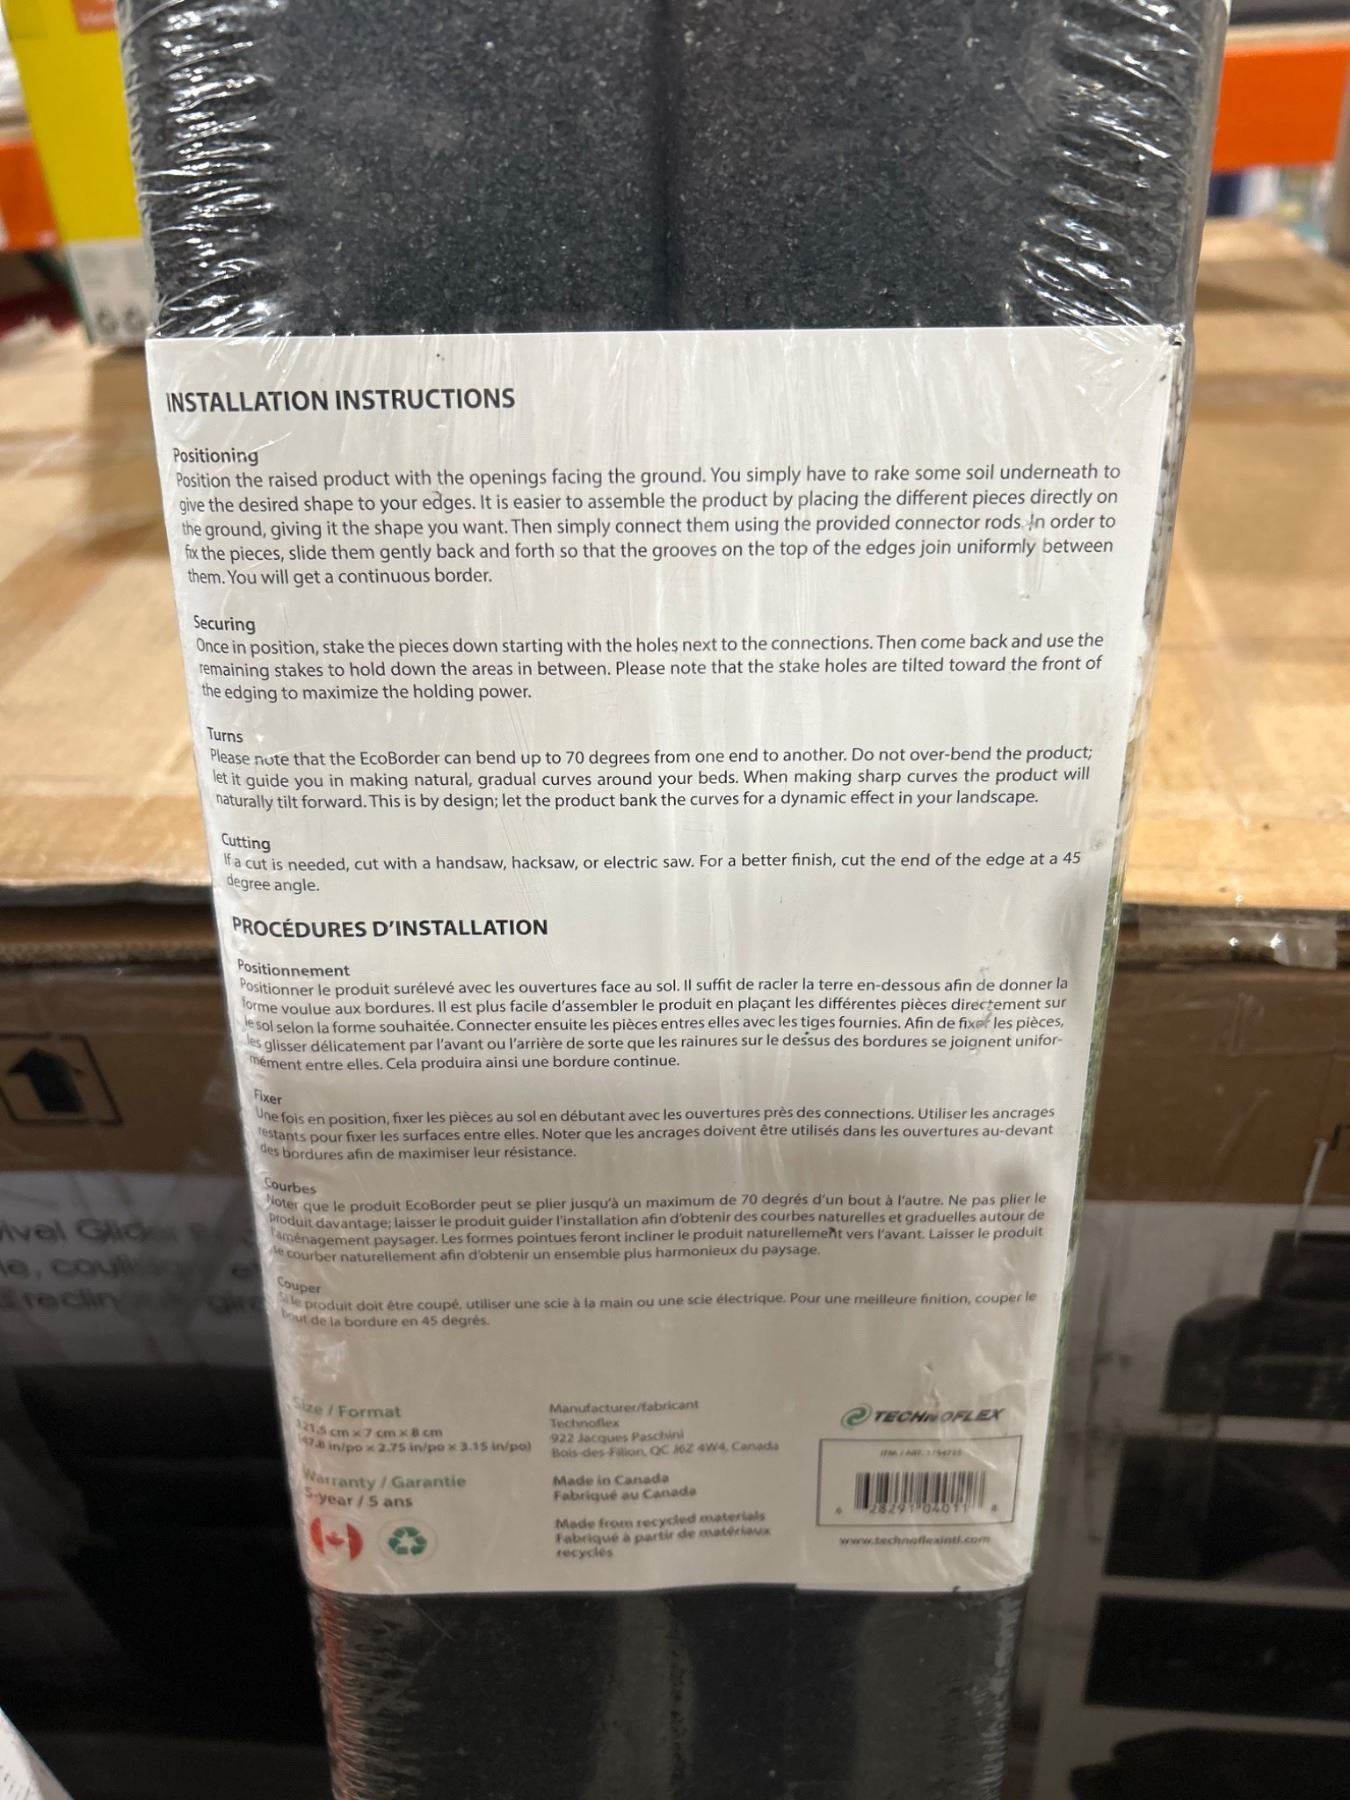 INSTALLATION INSTRUCTIONS
Positioning
Position the raised product with the openings facing the ground. You simply have to rake some soil underneath to
give the desired shape to your edges. It is easier to assemble the product by placing the different pieces directly on
the ground, giving it the shape you want. Then simply connect them using the provided connector rods. In order to
fix the pieces, slide them gently back and forth so that the grooves on the top of the edges join uniformly between
them. You will get a continuous border.
Securing
Once in position, stake the pieces down starting with the holes next to the connections. Then come back and use the
remaining stakes to hold down the areas in between. Please note that the stake holes are tilted toward the front of
the edging to maximize the holding power.
Turns
Please note that the EcoBorder can bend up to 70 degrees from one end to another. Do not over-bend the product;
let it guide you in making natural, gradual curves around your beds. When making sharp curves the product will
naturally tilt forward. This is by design; let the product bank the curves for a dynamic effect in your landscape.
Cutting
If a cut is needed, cut with a handsaw, hacksaw, or electric saw. For a better finish, cut the end of the edge at a 45
degree angle.
PROCÉDURES D'INSTALLATION
Positionnement
Positionner le produit surélevé avec les ouvertures face au sol. Il suffit de racler la terre en-dessous afin de donner la
forme voulue aux bordures. Il est plus facile d'assembler le produit en plaçant les différentes pièces directement sur
le sol selon la forme souhaitée. Connecter ensuite les pièces entres elles avec les tiges fournies. Afin de fixer les pièces,
les glisser délicatement par l'avant ou l'arrière de sorte que les rainures sur le dessus des bordures se joignent unifor-
mément entre elles. Cela produira ainsi une bordure continue.
Fixer
Une fois en position, fixer les pièces au sol en débutant avec les ouvertures près des connections. Utiliser les ancrages
restants pour fixer les surfaces entre elles. Noter que les ancrages doivent être utilisés dans les ouvertures au-devant
des bordures afin de maximiser leur résistance.
Courbes
Noter que le produit EcoBorder peut se plier jusqu'à un maximum de 70 degrés d'un bout à l'autre. Ne pas plier le
produit davantage; laisser le produit guider l'installation afin d'obtenir des courbes naturelles et graduelles autour de
l'aménagement paysager. Les formes pointues feront incliner le produit naturellement vers l'avant. Laisser le produit
se courber naturellement afin d'obtenir un ensemble plus harmonieux du paysage.
Couper
Si le produit doit être coupé, utiliser une scie à la main ou une scie électrique. Pour une meilleure finition, couper le
bout de la bordure en 45 degrés.
Size / Format
121.5 cm x 7 cm x 8 cm
(47.8 in/po x 2.75 in/po x 3.15 in/po)
Warranty / Garantie
5-year / 5 ans
Manufacturer/fabricant
Technoflex
922 Jacques Paschini
Bois-des-Filion, QC J6Z 4W4, Canada
Made in Canada
Fabriqué au Canada
Made from recycled materials
Fabriqué à partir de matériaux
recyclés
TECHNOFLEX
ITM. / ART.
6 28291 04011 8
www.technoflexintl.com